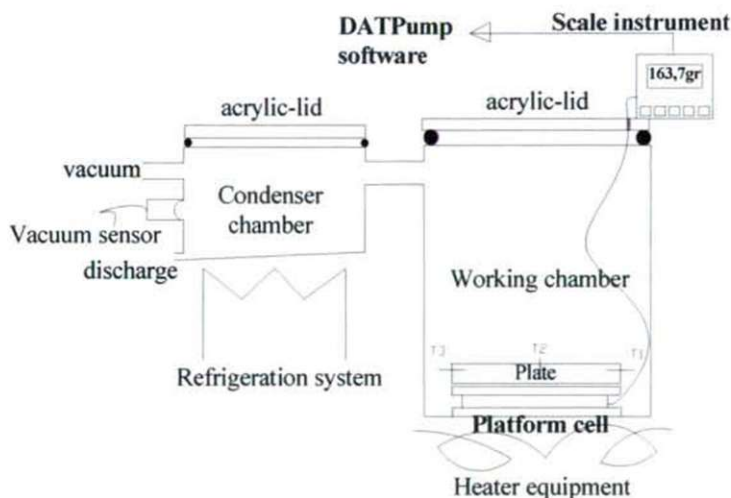 DATPump
software
Scale instrument
163,7gr
acrylic-lid
acrylic-lid
vacuum
Condenser
chamber
Vacuum sensor
discharge
Working chamber
Refrigeration system
T3
T2
T1
Plate
Platform cell
Heater equipment